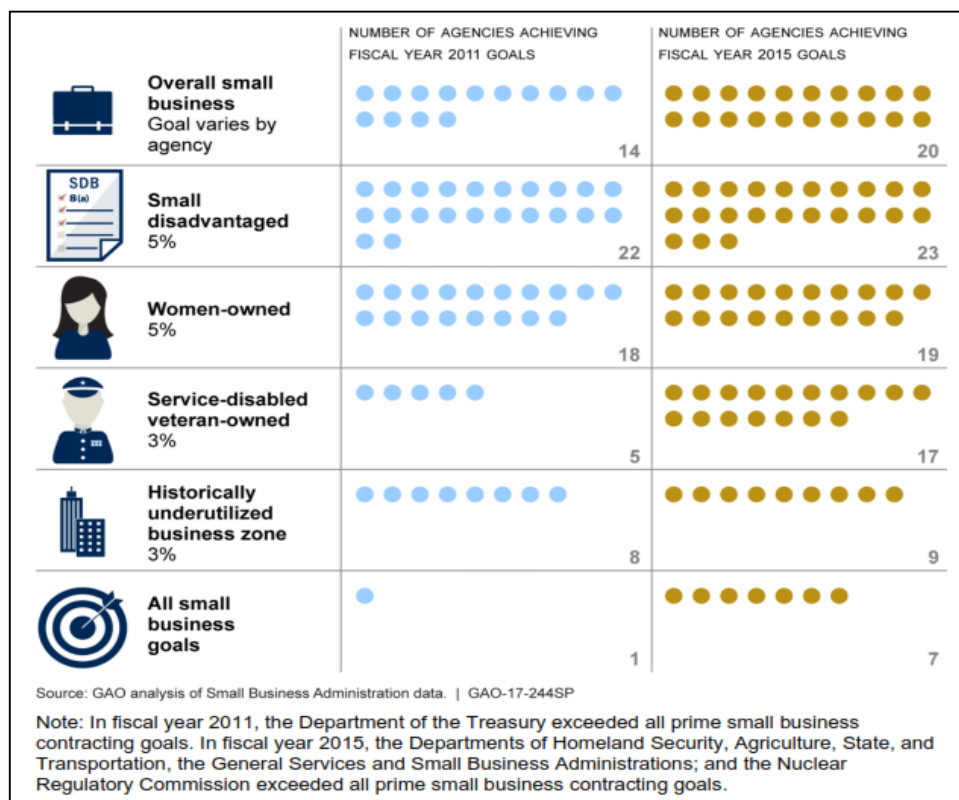 NUMBER OF AGENCIES ACHIEVING
FISCAL YEAR 2011 GOALS
NUMBER OF AGENCIES ACHIEVING
FISCAL YEAR 2015 GOALS
Overall small
business
Goal varies by
agency
14
20
SDB
8(a)
Small
disadvantaged
5%
22
23
Women-owned
5%
18
19
Service-disabled
veteran-owned
3%
5
17
Historically
underutilized
business zone
3%
8
9
All small
business
goals
1
7
Source: GAO analysis of Small Business Administration data. | GAO-17-244SP
Note: In fiscal year 2011, the Department of the Treasury exceeded all prime small business
contracting goals. In fiscal year 2015, the Departments of Homeland Security, Agriculture, State, and
Transportation, the General Services and Small Business Administrations; and the Nuclear
Regulatory Commission exceeded all prime small business contracting goals.